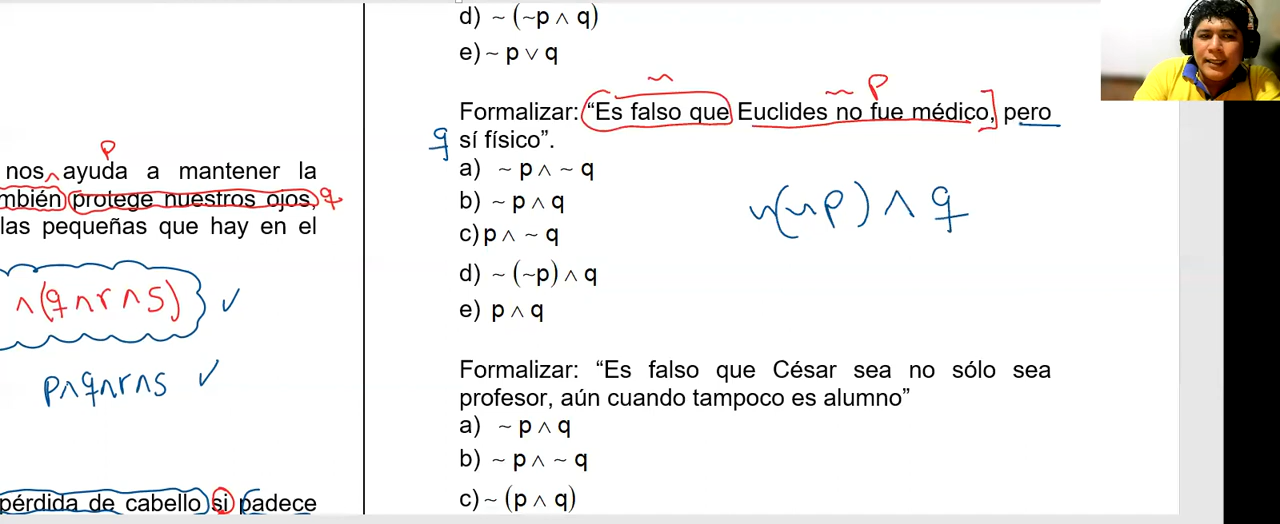 p
nos ∧ ayuda a mantener la
mbién protege nuestros ojos, q
las pequeñas que hay en el
∧ (q ∧ r ∧ s) ✓
p ∧ q ∧ r ∧ s ✓
pérdida de cabello si padece
d) ~ (~p ∧ q)
e) ~ p ∨ q
~ ~ p
Formalizar: “Es falso que Euclides no fue médico,] pero
q sí físico”.
a) ~ p ∧ ~ q
b) ~ p ∧ q
c) p ∧ ~ q
d) ~ (~p) ∧ q
e) p ∧ q
~(~p) ∧ q
Formalizar: “Es falso que César sea no sólo sea
profesor, aún cuando tampoco es alumno”
a) ~ p ∧ q
b) ~ p ∧ ~ q
c) ~ (p ∧ q)